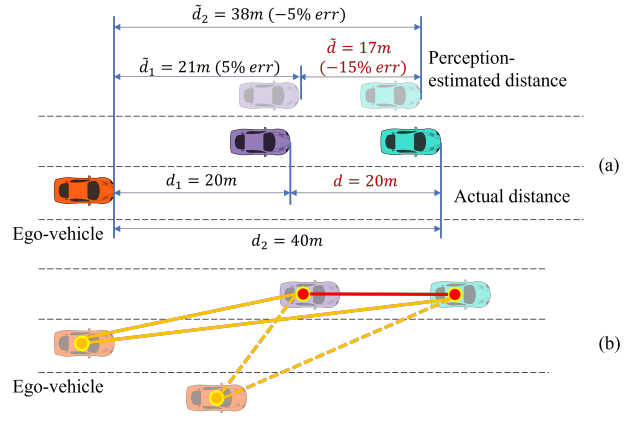 d̃₂ = 38m (−5% err)
d̃₁ = 21m (5% err)
d̃ = 17m
(−15% err)
Perception-
estimated distance
(a)
d₁ = 20m
d = 20m
Actual distance
Ego-vehicle
d₂ = 40m
(b)
Ego-vehicle